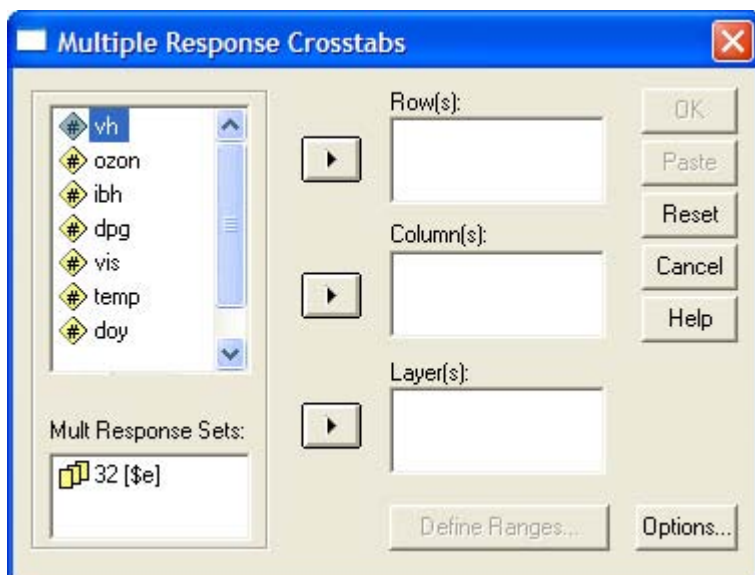 Multiple Response Crosstabs
vh
ozon
ibh
dpg
vis
temp
doy
Mult Response Sets:
32 [$e]
Row(s):
Column(s):
Layer(s):
Define Ranges...
OK
Paste
Reset
Cancel
Help
Options...